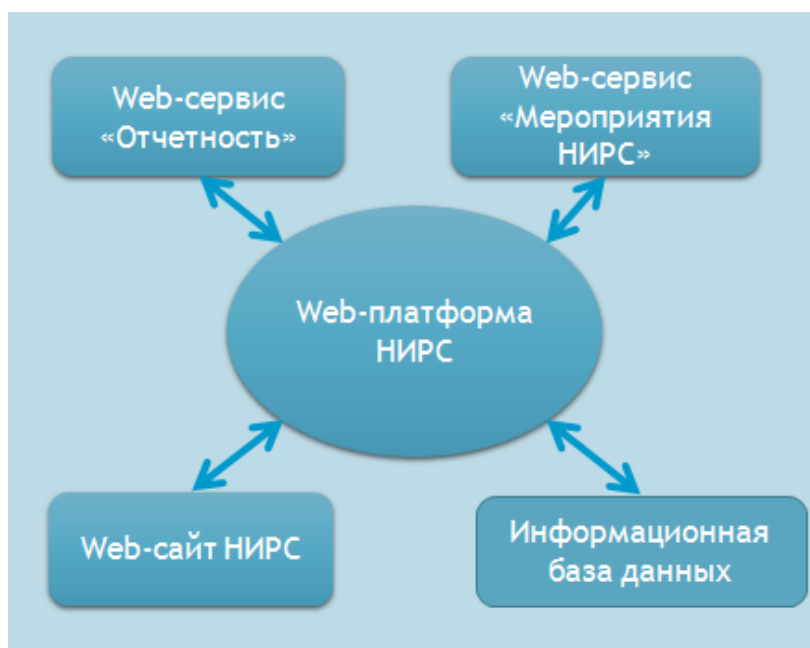 Web-сервис
«Отчетность»
Web-сервис
«Мероприятия
НИРС»
Web-платформа
НИРС
Web-сайт НИРС
Информационная
база данных